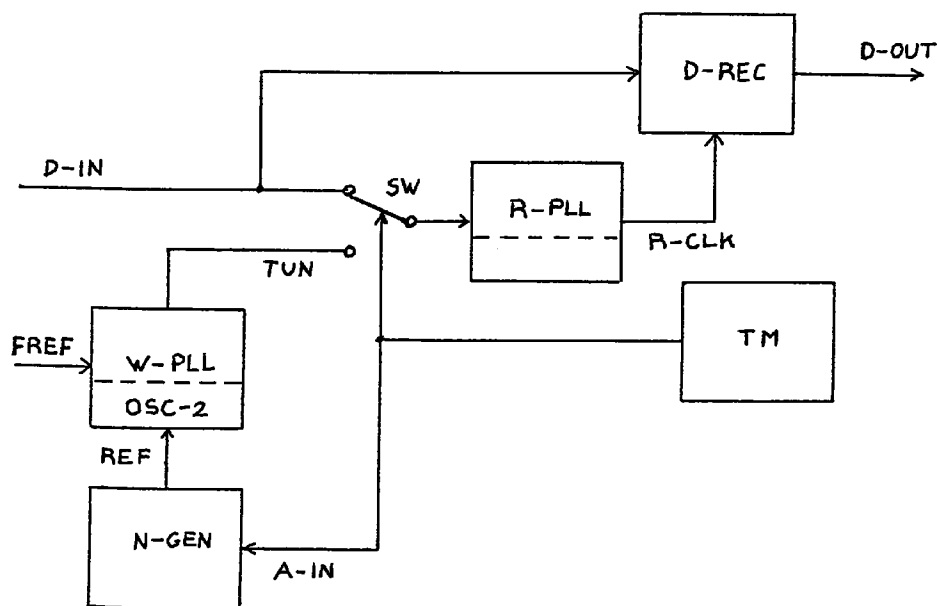 D-OUT
D-REC
D-IN
SW
R-PLL
R-CLK
TUN
TM
FREF
W-PLL
OSC-2
REF
N-GEN
A-IN